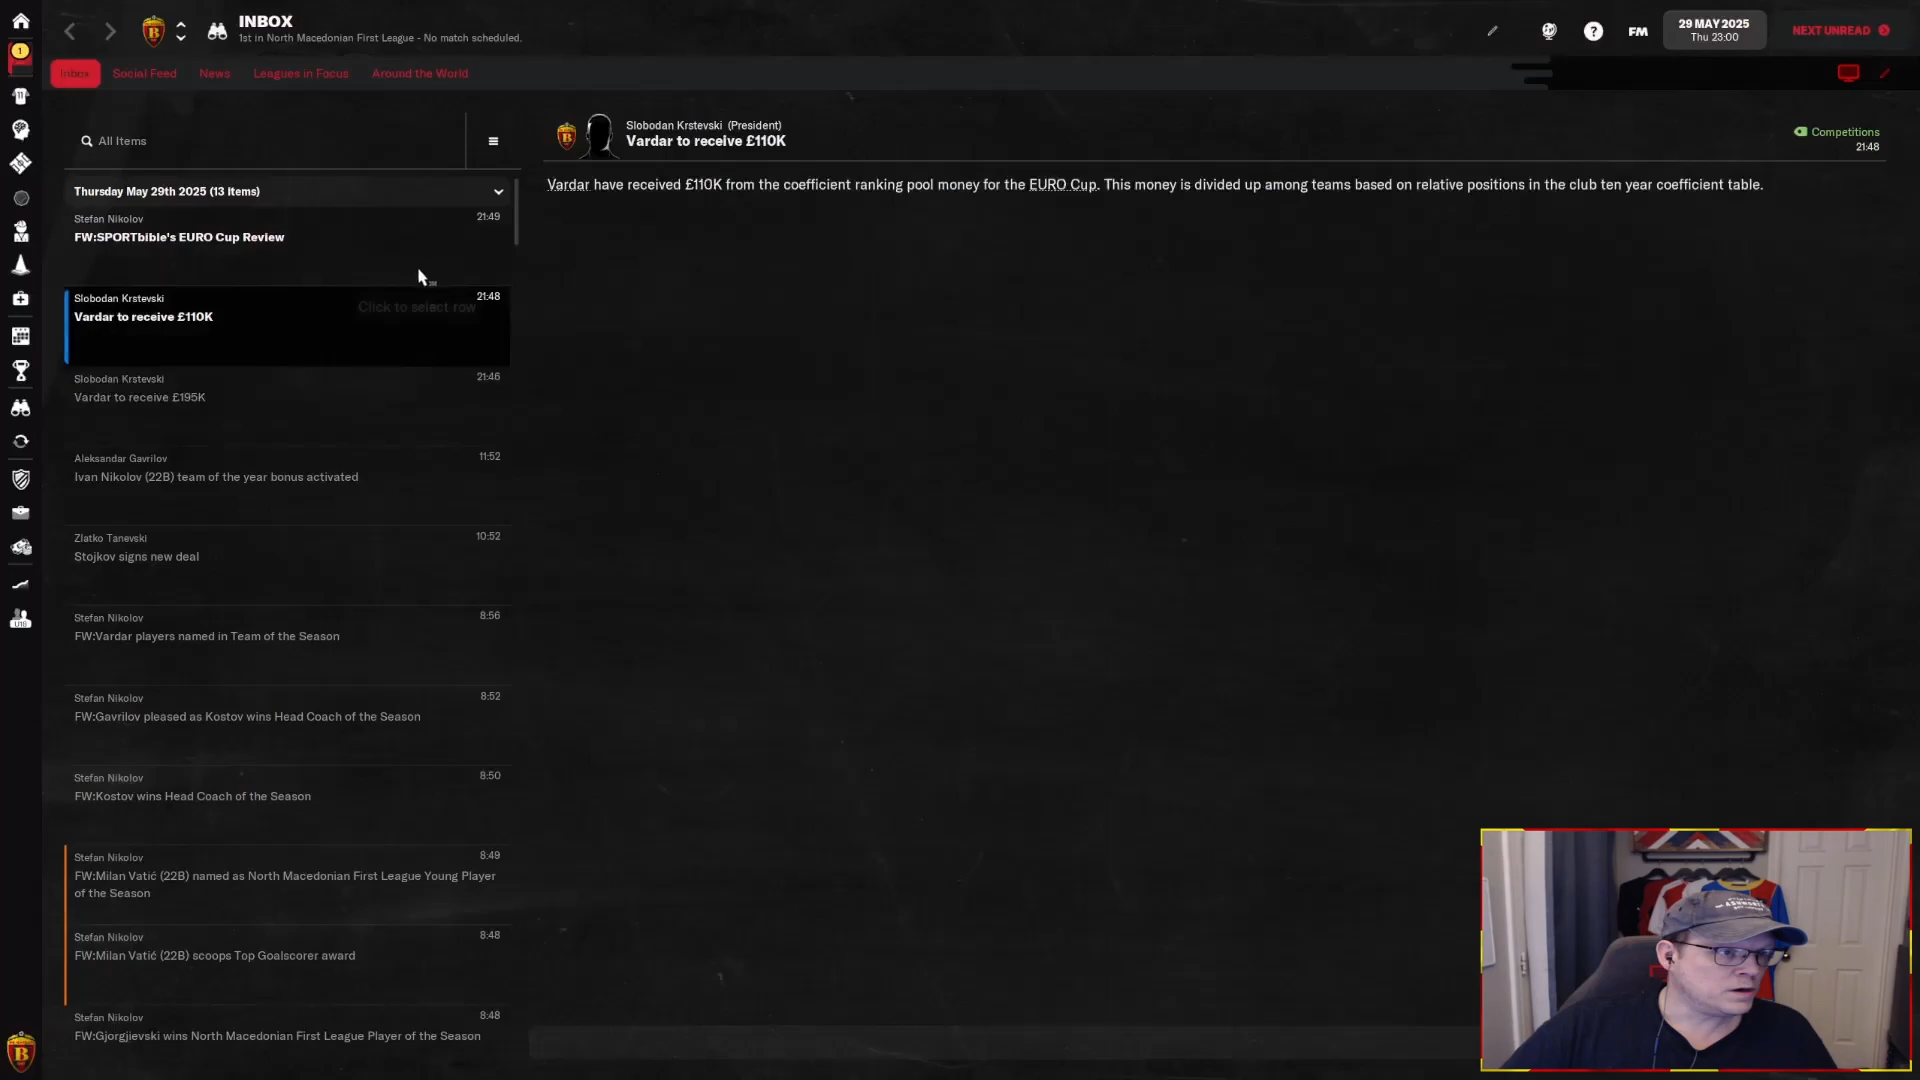 INBOX
1st in North Macedonian First League - No match scheduled.
FM
29 MAY 2025
Thu 23:00
NEXT UNREAD
1
Inbox
Social Feed
News
Leagues in Focus
Around the World
All Items
Thursday May 29th 2025 (13 Items)
Stefan Nikolov
21:49
FW:SPORTbible's EURO Cup Review
Slobodan Krstevski
21:48
Vardar to receive £110K
Click to select row
Slobodan Krstevski
21:46
Vardar to receive £195K
Aleksandar Gavrilov
11:52
Ivan Nikolov (22B) team of the year bonus activated
Zlatko Tanevski
10:52
Stojkov signs new deal
Stefan Nikolov
8:56
FW:Vardar players named in Team of the Season
Stefan Nikolov
8:52
FW:Gavrilov pleased as Kostov wins Head Coach of the Season
Stefan Nikolov
8:50
FW:Kostov wins Head Coach of the Season
Stefan Nikolov
8:49
FW:Milan Vatić (22B) named as North Macedonian First League Young Player
of the Season
Stefan Nikolov
8:48
FW:Milan Vatić (22B) scoops Top Goalscorer award
Stefan Nikolov
8:48
FW:Gjorgjievski wins North Macedonian First League Player of the Season
Slobodan Krstevski (President)
Vardar to receive £110K
Competitions
21:48
Vardar have received £110K from the coefficient ranking pool money for the EURO Cup. This money is divided up among teams based on relative positions in the club ten year coefficient table.